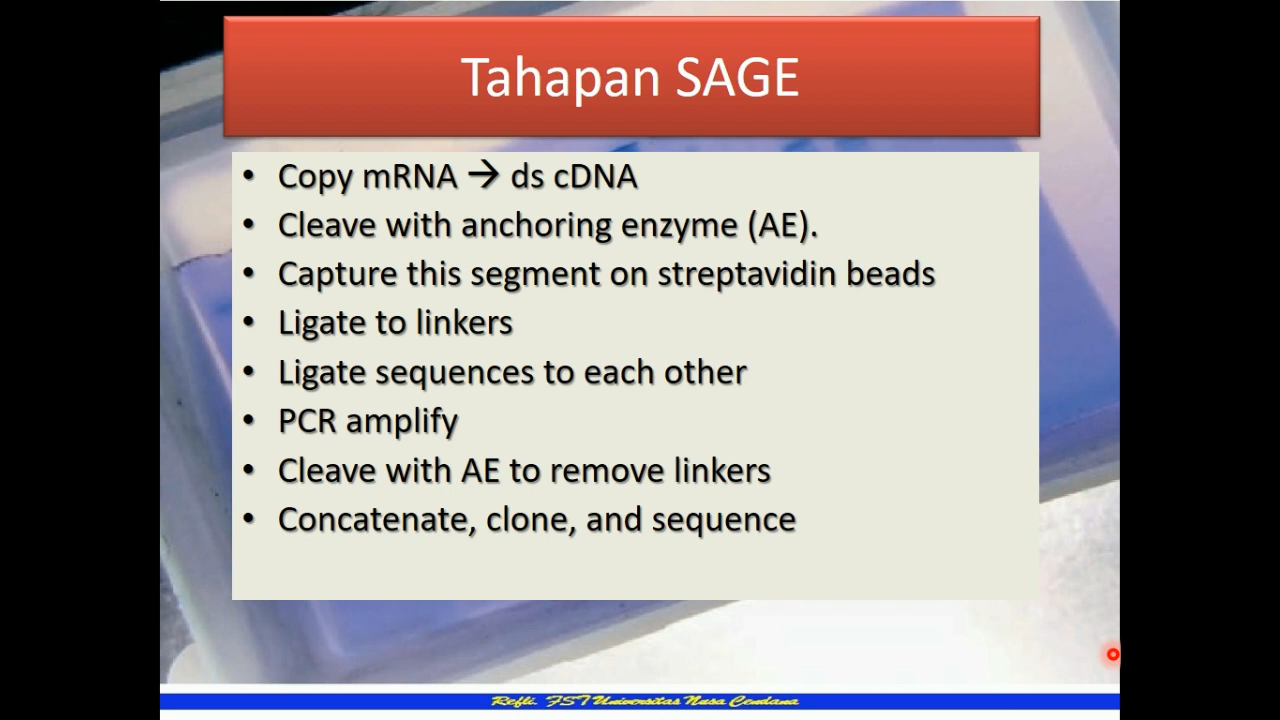 Tahapan SAGE
• Copy mRNA → ds cDNA
• Cleave with anchoring enzyme (AE).
• Capture this segment on streptavidin beads
• Ligate to linkers
• Ligate sequences to each other
• PCR amplify
• Cleave with AE to remove linkers
• Concatenate, clone, and sequence
Refli. FST Universitas Nusa Cendana